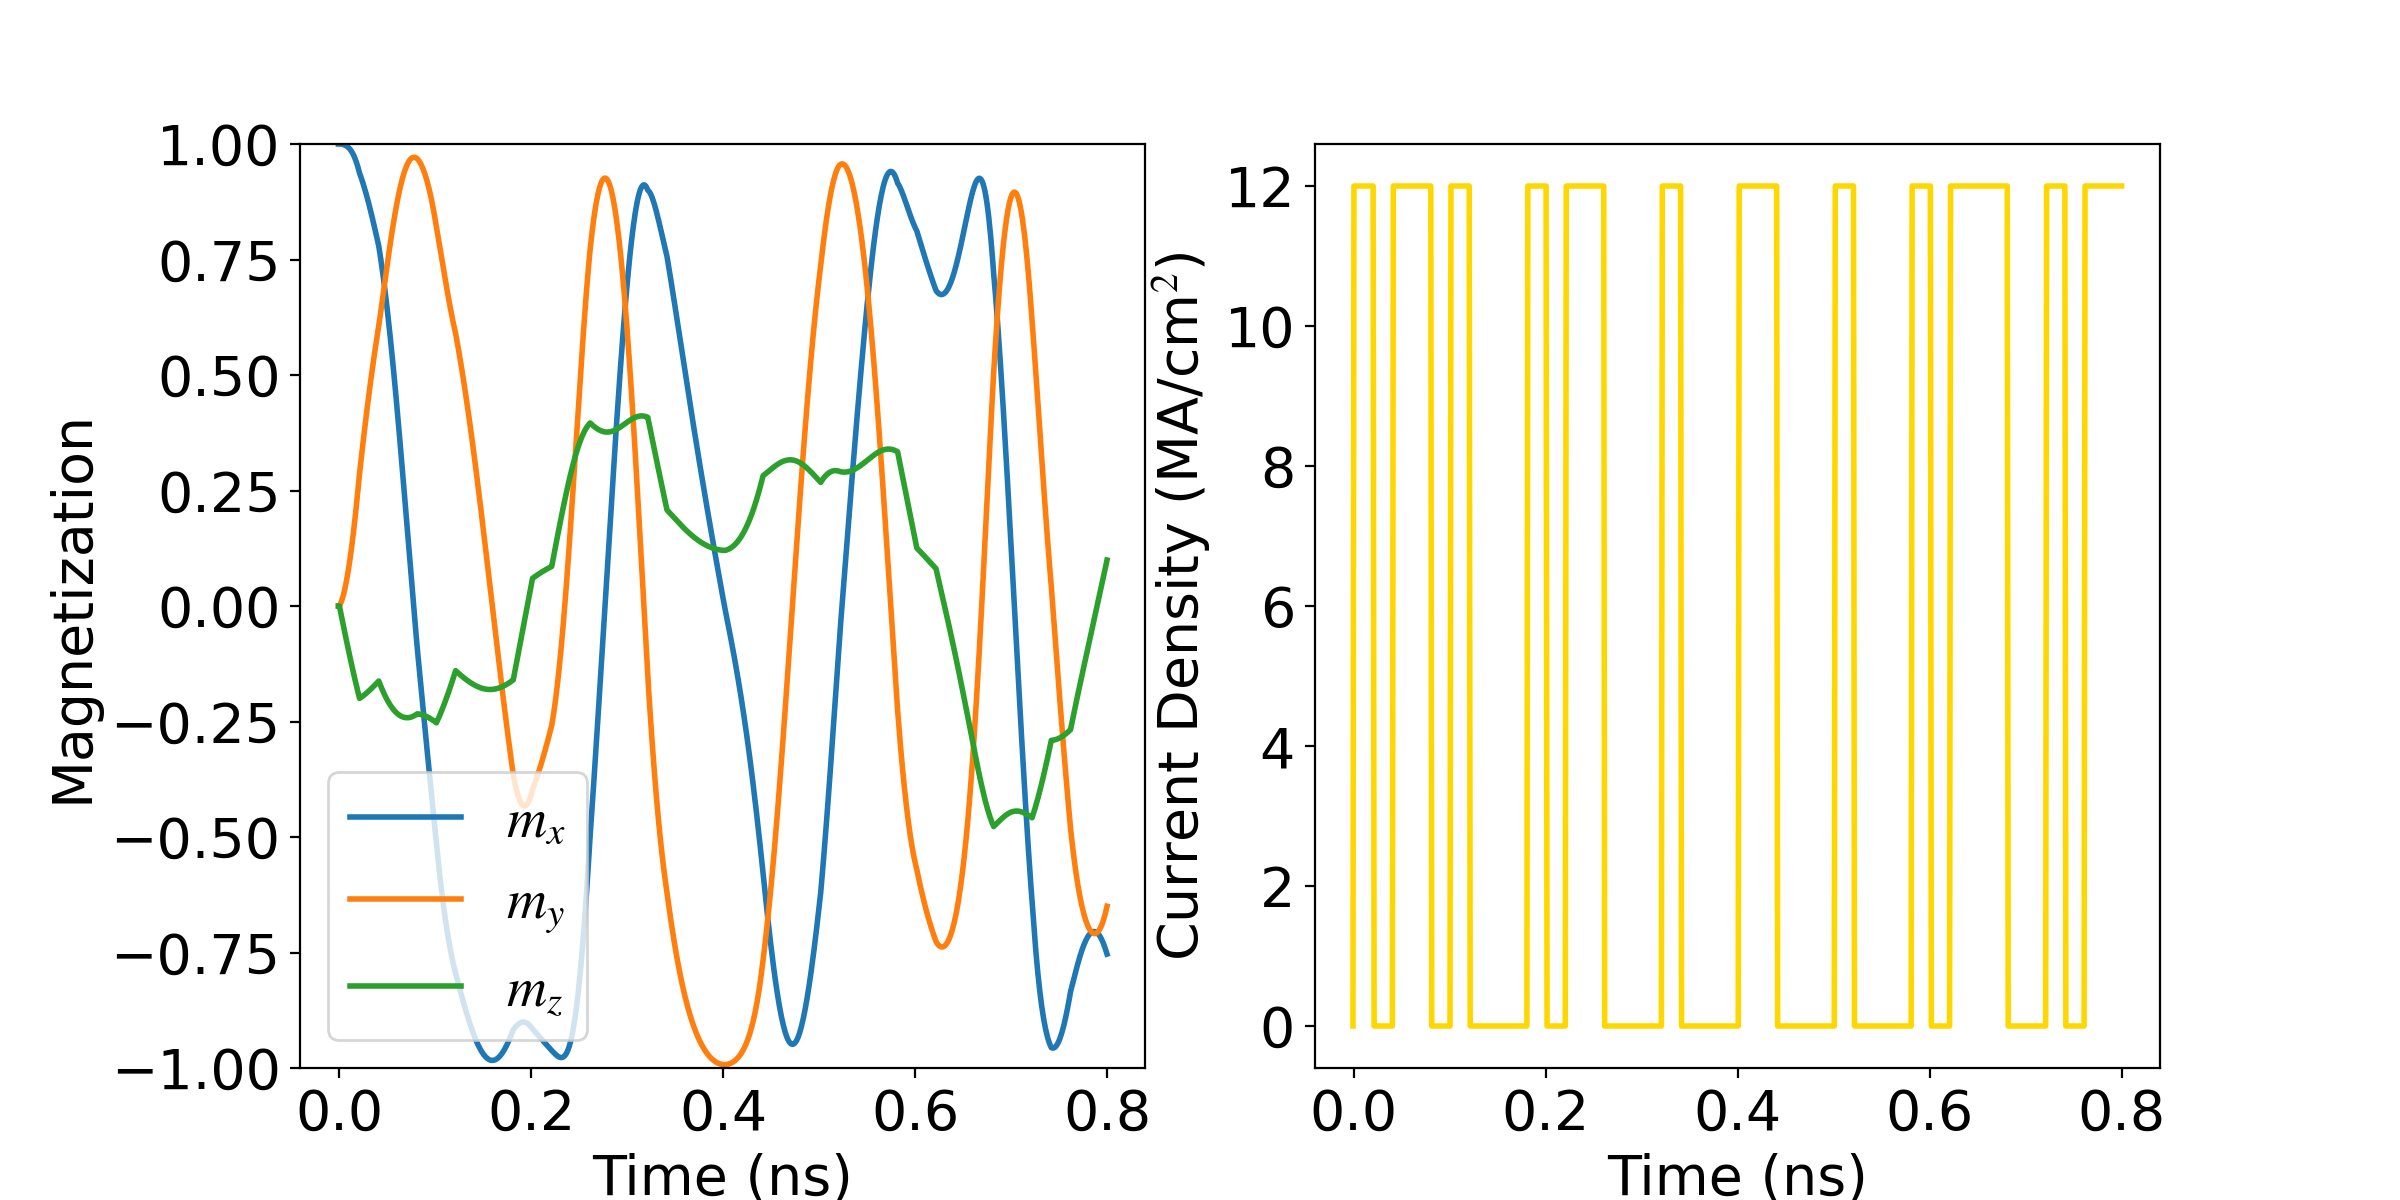 Magnetization
1.00
0.75
0.50
0.25
0.00
−0.25
−0.50
−0.75
−1.00
m_x
m_y
m_z
0.0 0.2 0.4 0.6 0.8
Time (ns)
Current Density (MA/cm²)
12
10
8
6
4
2
0
0.0 0.2 0.4 0.6 0.8
Time (ns)